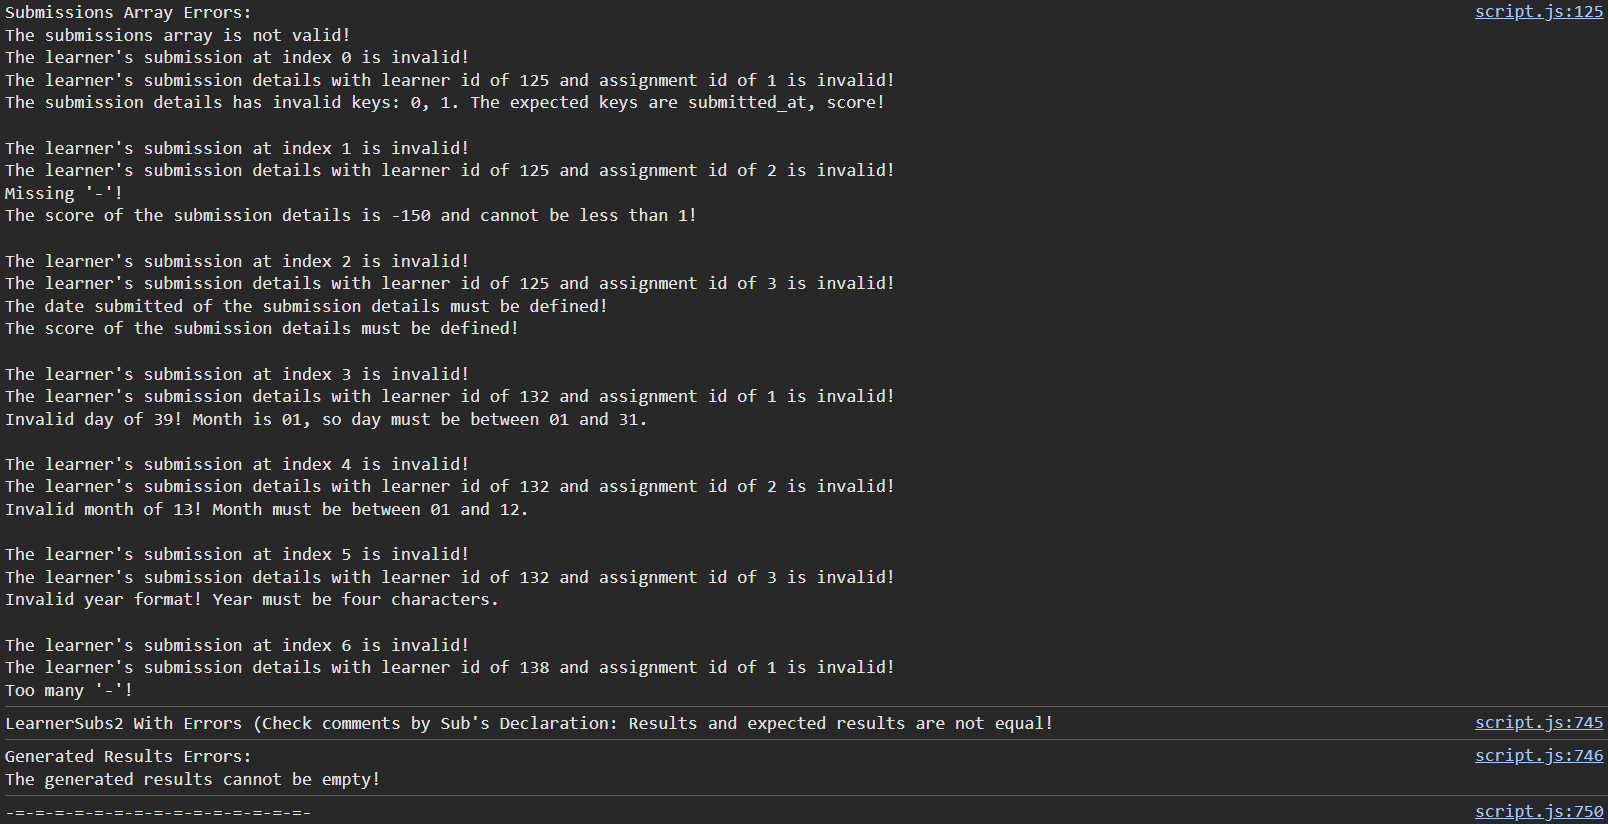 Submissions Array Errors: script.js:125
The submissions array is not valid!
The learner's submission at index 0 is invalid!
The learner's submission details with learner id of 125 and assignment id of 1 is invalid!
The submission details has invalid keys: 0, 1. The expected keys are submitted_at, score!

The learner's submission at index 1 is invalid!
The learner's submission details with learner id of 125 and assignment id of 2 is invalid!
Missing '-'!
The score of the submission details is -150 and cannot be less than 1!

The learner's submission at index 2 is invalid!
The learner's submission details with learner id of 125 and assignment id of 3 is invalid!
The date submitted of the submission details must be defined!
The score of the submission details must be defined!

The learner's submission at index 3 is invalid!
The learner's submission details with learner id of 132 and assignment id of 1 is invalid!
Invalid day of 39! Month is 01, so day must be between 01 and 31.

The learner's submission at index 4 is invalid!
The learner's submission details with learner id of 132 and assignment id of 2 is invalid!
Invalid month of 13! Month must be between 01 and 12.

The learner's submission at index 5 is invalid!
The learner's submission details with learner id of 132 and assignment id of 3 is invalid!
Invalid year format! Year must be four characters.

The learner's submission at index 6 is invalid!
The learner's submission details with learner id of 138 and assignment id of 1 is invalid!
Too many '-'!
LearnerSubs2 With Errors (Check comments by Sub's Declaration: Results and expected results are not equal! script.js:745
Generated Results Errors: script.js:746
The generated results cannot be empty!
-=-=-=-=-=-=-=-=-=-=-=-=-=-=-=- script.js:750